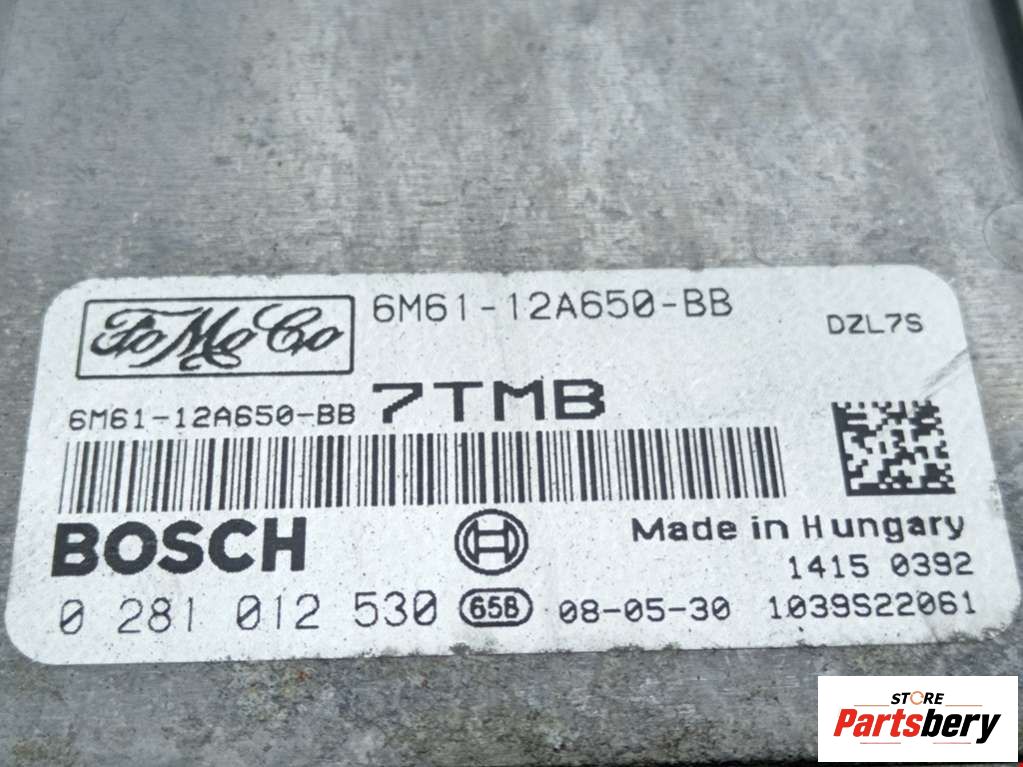 FoMoCo
6M61-12A650-BB
DZL7S
6M61-12A650-BB 7TMB
BOSCH
Made in Hungary
1415 0392
0 281 012 530 65B 08-05-30 1039S22061
STORE
Partsbery